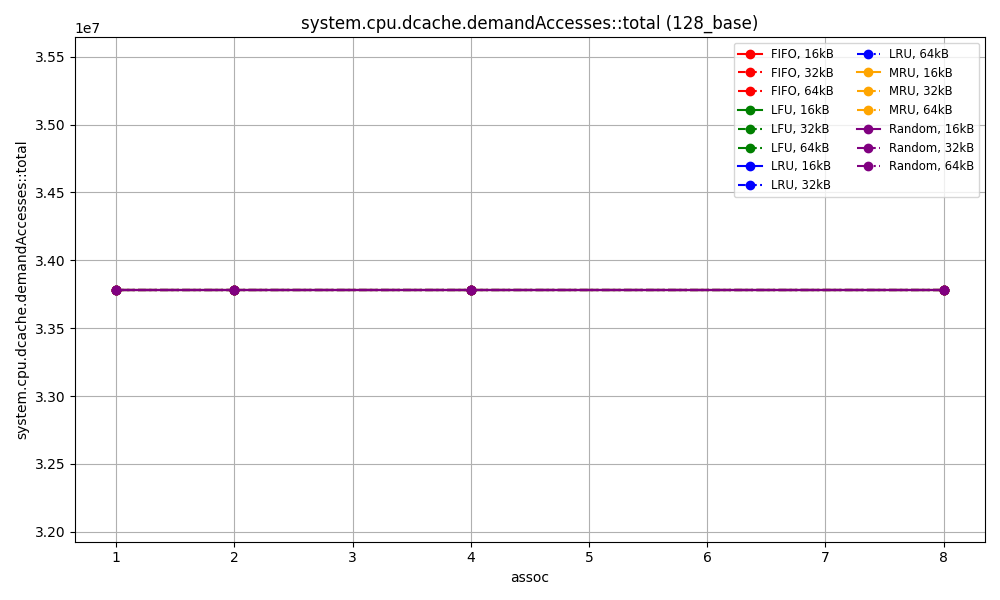 system.cpu.dcache.demandAccesses::total (128_base)
1e7
system.cpu.dcache.demandAccesses::total
3.55
3.50
3.45
3.40
3.35
3.30
3.25
3.20
FIFO, 16kB
FIFO, 32kB
FIFO, 64kB
LFU, 16kB
LFU, 32kB
LFU, 64kB
LRU, 16kB
LRU, 32kB
LRU, 64kB
MRU, 16kB
MRU, 32kB
MRU, 64kB
Random, 16kB
Random, 32kB
Random, 64kB
1 2 3 4 5 6 7 8
assoc